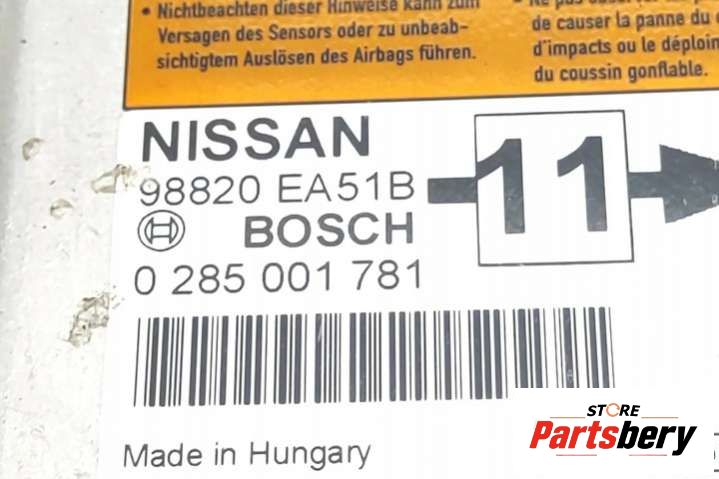 • Nichtbeachten dieser Hinweise kann zum
Versagen des Sensors oder zu unbeab-
sichtigtem Auslösen des Airbags führen.
de causer la panne du
d'impacts ou le déploi
du coussin gonflable.
NISSAN
98820 EA51B
11
BOSCH
0 285 001 781
Made in Hungary
STORE
Partsbery